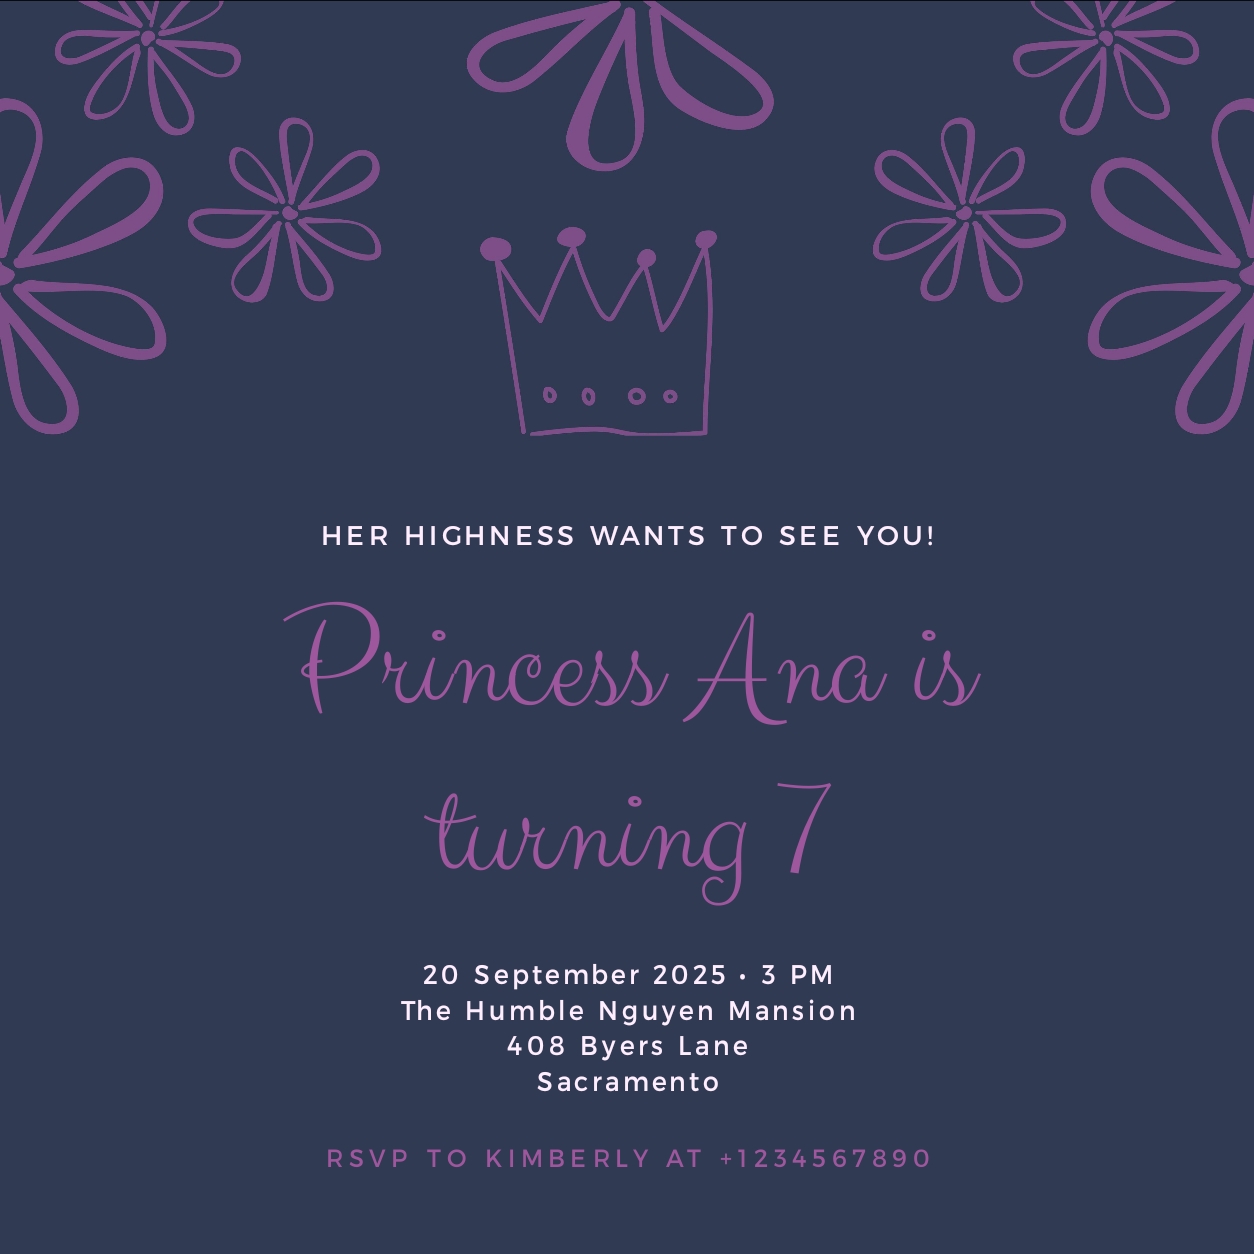 HER HIGHNESS WANTS TO SEE YOU!
Princess Ana is
turning 7
20 September 2025 • 3 PM
The Humble Nguyen Mansion
408 Byers Lane
Sacramento
RSVP TO KIMBERLY AT +1234567890